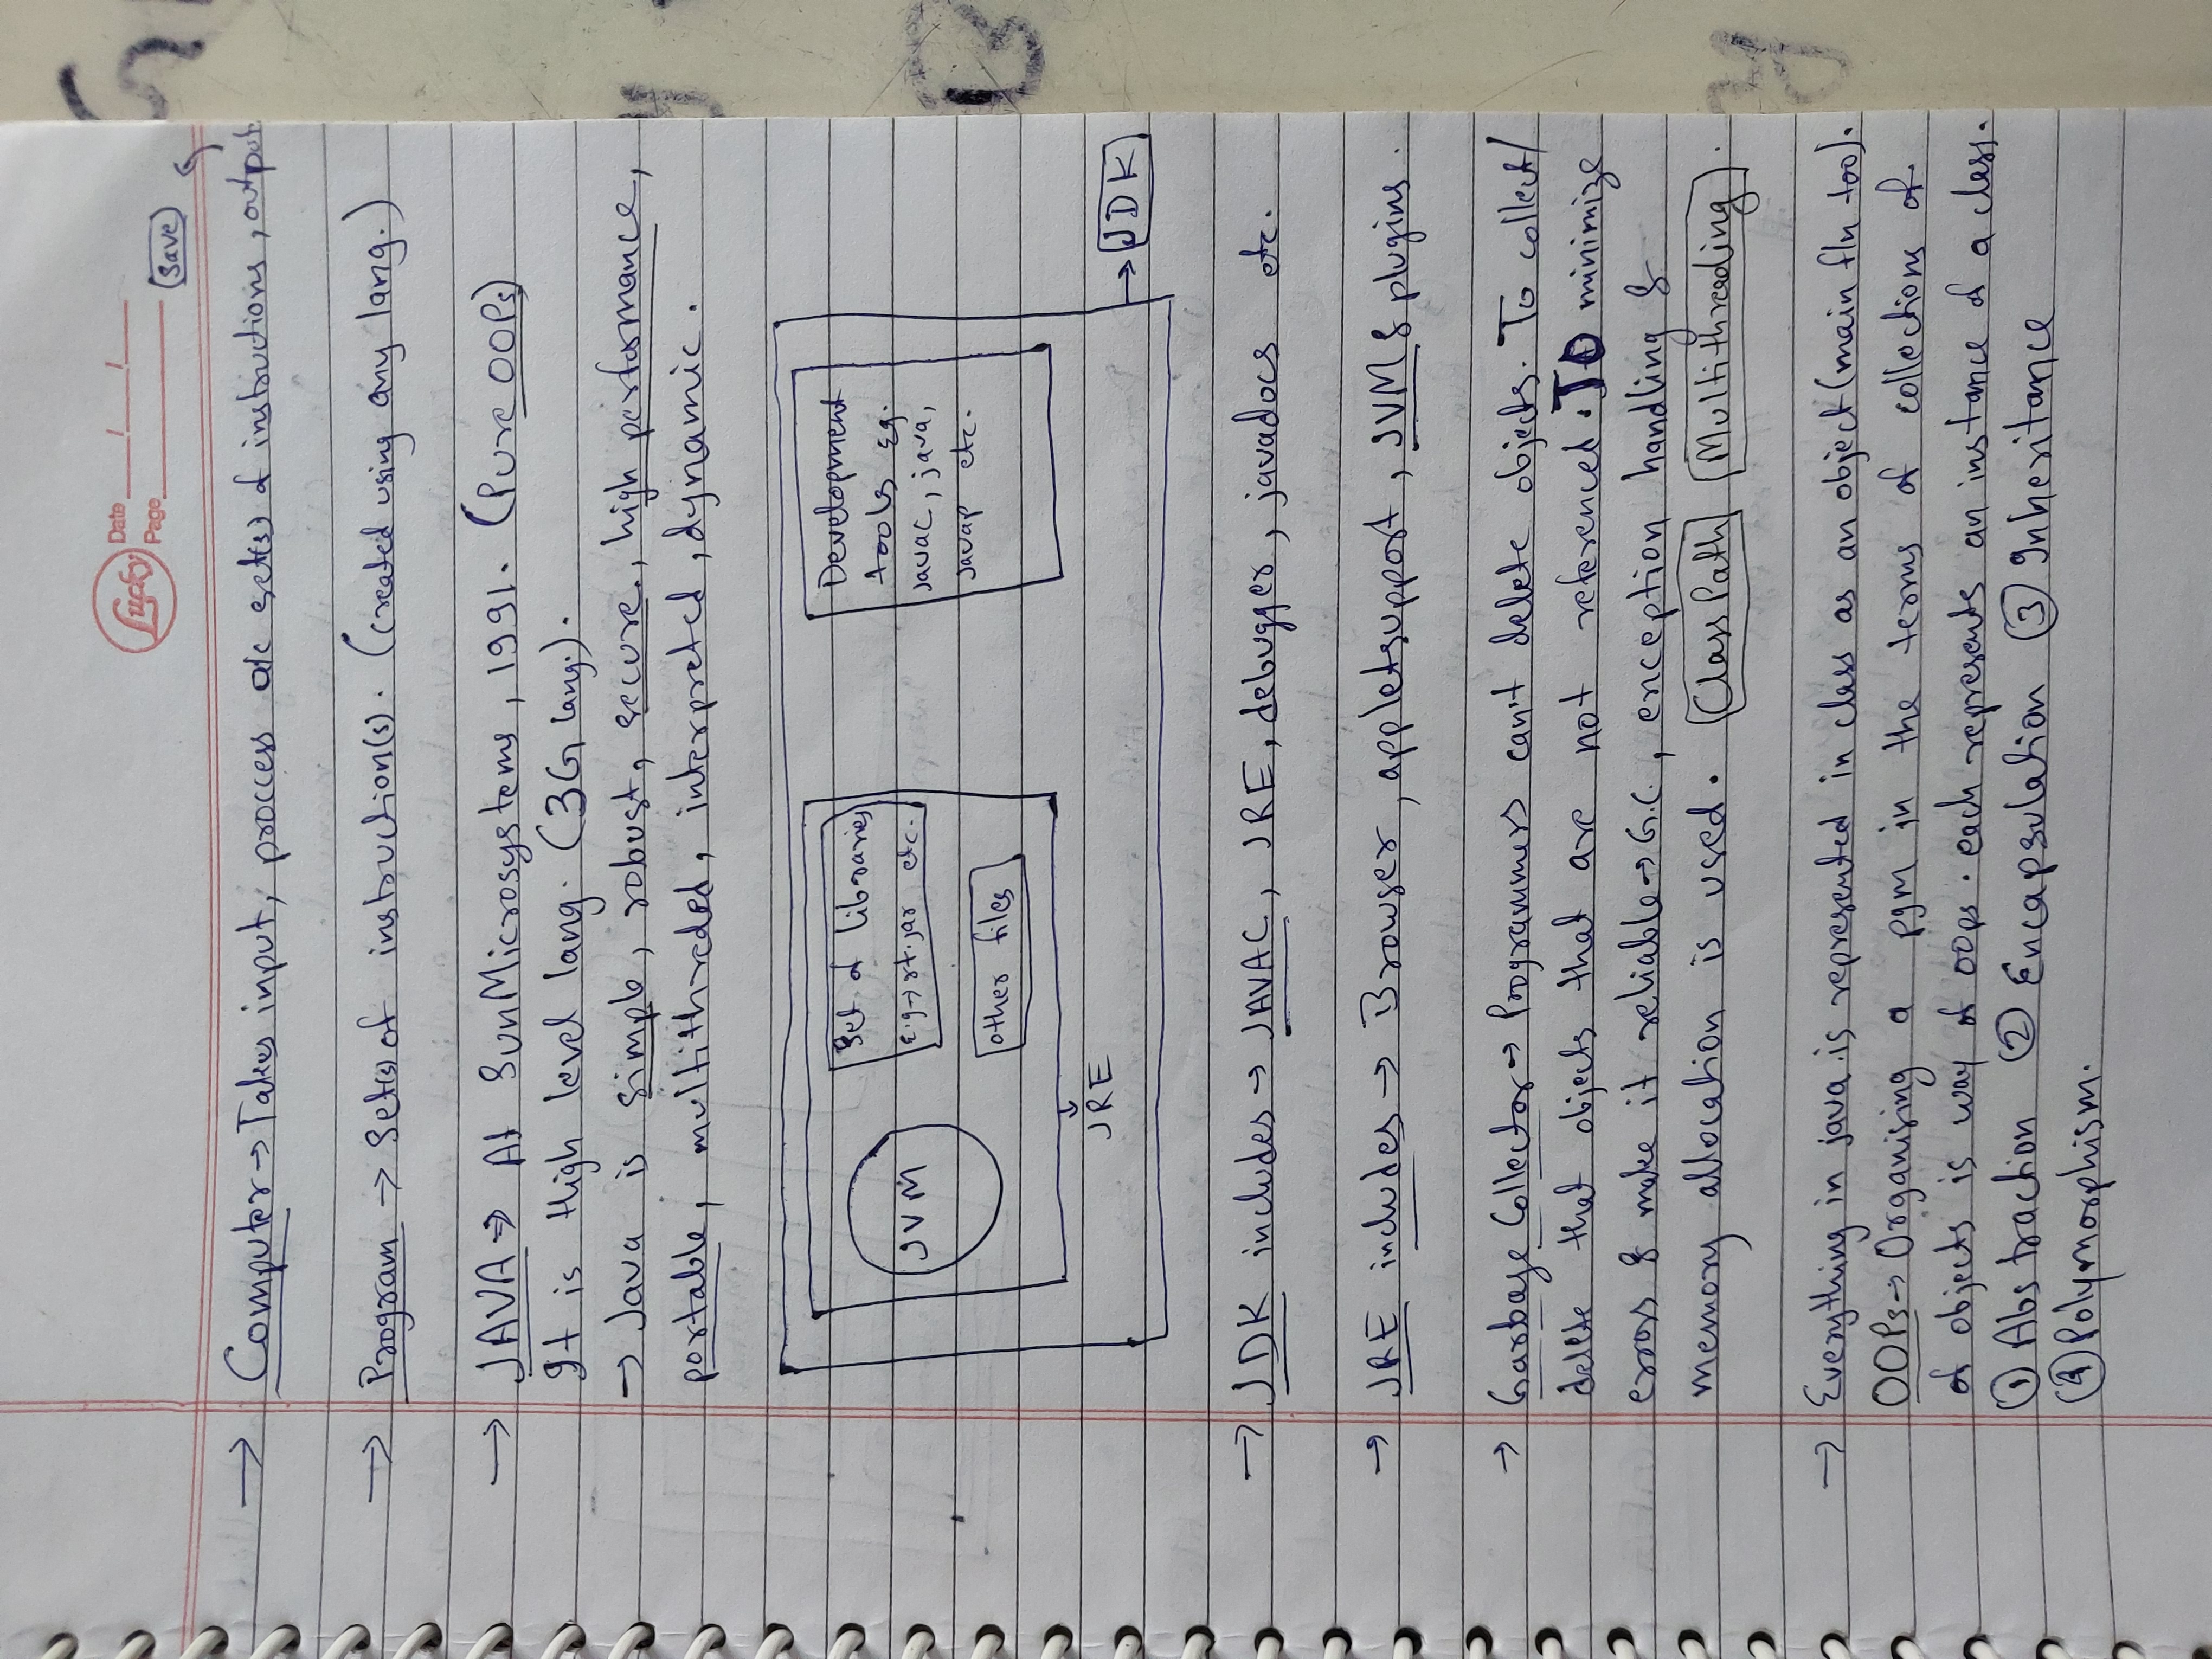 Lucky Date / /
Page
Save
→ Computer → Takes input, proccess a/c set(s) of instructions, output
→ Program → Set(s) of instruction(s). (created using any lang.)
→ JAVA ⇒ At SunMicrosystems, 1991. (Pure OOPs)
It is High level lang. (3G lang.).
→ Java is simple, robust, secure, high performance,
portable, multithreded, interpreted, dynamic.
JVM
Set of libraries
E.g → rt.jar etc.
other files
JRE
Development
tools Eg.
javac, java,
javap etc.
→ JDK
→ JDK includes → JAVAC, JRE, debugger, javadocs etc.
→ JRE includes → Browser, appletsupport, JVM & plugins.
→ Garbage Collector → Programmers can't delete objects. To collect/
delete that objects that are not referenced. TO minimize
errors & make it reliable → G.C., exception handling &
memory allocation is used. ClassPath Multithreading.
→ Everything in java is represented in class as an object (main f/n too).
OOPs → Organising a pgm in the terms of collections of
of objects is way of oops. each represents an instance of a class.
① Abstraction ② Encapsulation ③ Inheritance
④ Polymorphism.